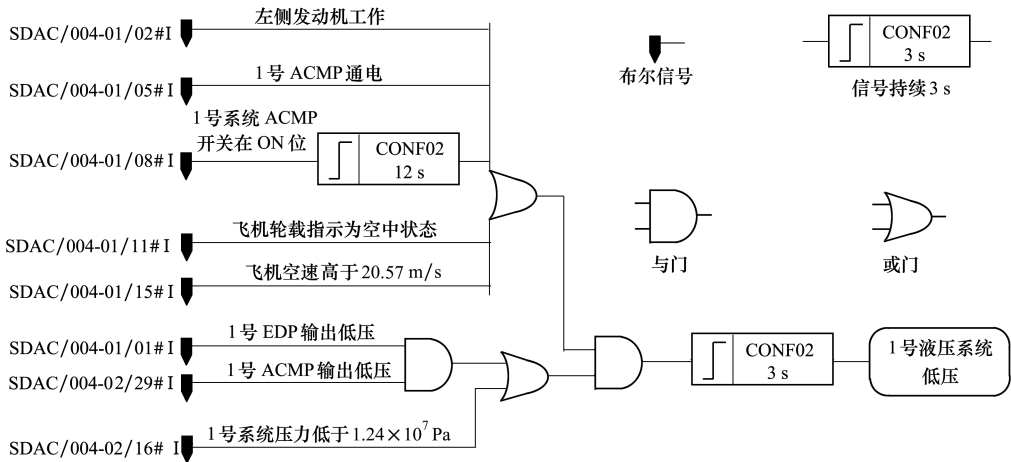 左侧发动机工作
SDAC/004-01/02#I
1号 ACMP 通电
SDAC/004-01/05#I
1号系统 ACMP
开关在 ON 位
SDAC/004-01/08#I
CONF02
12 s
飞机轮载指示为空中状态
SDAC/004-01/11#I
飞机空速高于20.57 m/s
SDAC/004-01/15#I
1号 EDP 输出低压
SDAC/004-01/01#I
1号 ACMP 输出低压
SDAC/004-02/29#I
1号系统压力低于1.24×10⁷ Pa
SDAC/004-02/16# I
布尔信号
CONF02
3 s
信号持续3 s
与门
或门
CONF02
3 s
1号液压系统
低压